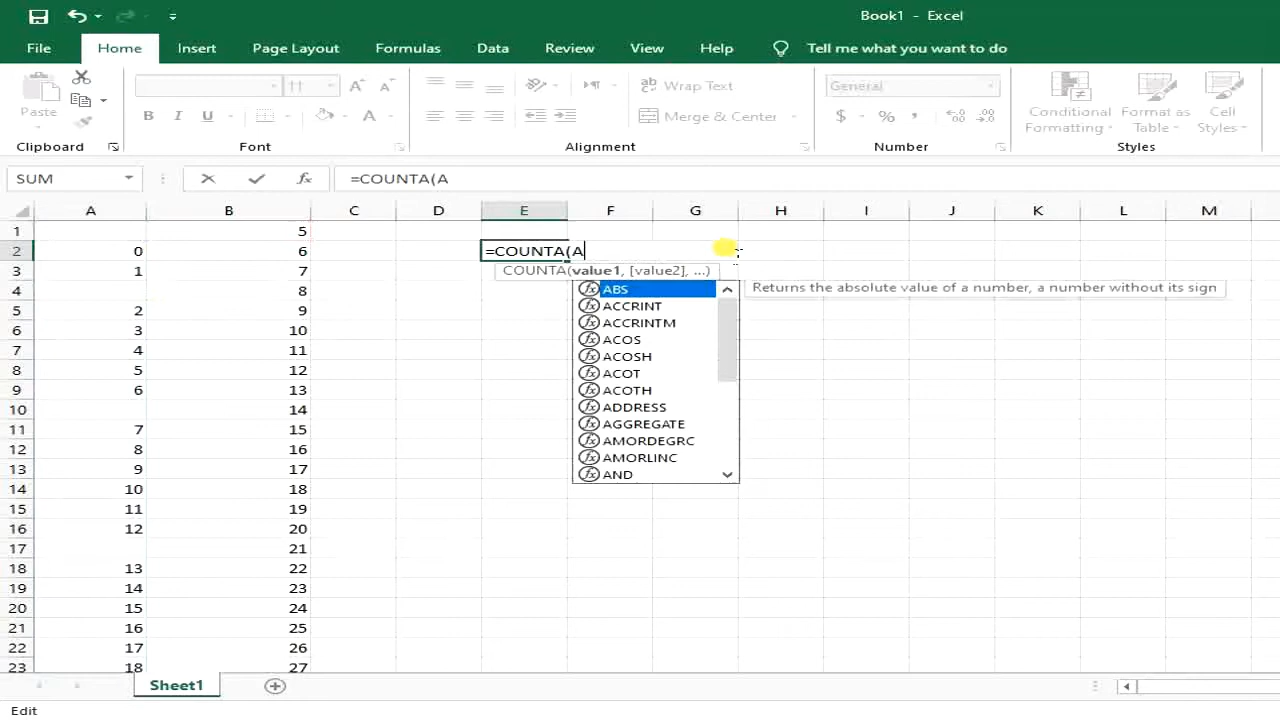 Book1 - Excel
File Home Insert Page Layout Formulas Data Review View Help Tell me what you want to do
Paste
11
Wrap Text
Merge & Center
General
$ %
Conditional Formatting
Format as Table
Cell Styles
Clipboard Font Alignment Number Styles
SUM fx =COUNTA(A
A B C D E F G H I J K L M
1 5
2 0 6 =COUNTA(A
3 1 7 COUNTA(value1, [value2], ...)
4 8 ABS Returns the absolute value of a number, a number without its sign
5 2 9 ACCRINT
6 3 10 ACCRINTM
7 4 11 ACOS
8 5 12 ACOSH
9 6 13 ACOT
ACOTH
10 14 ADDRESS
11 7 15 AGGREGATE
12 8 16 AMORDEGRC
AMORLINC
13 9 17 AND
14 10 18
15 11 19
16 12 20
17 21
18 13 22
19 14 23
20 15 24
21 16 25
22 17 26
23 18 27
Sheet1
Edit